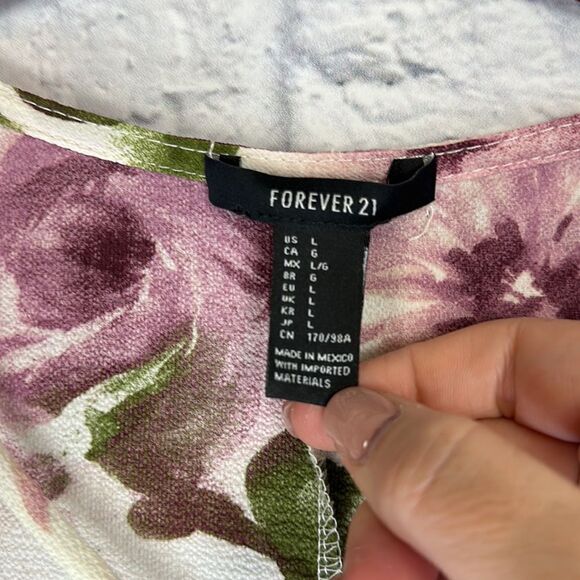 FOREVER 21
US L
CA G
MX L/G
BR G
EU L
UK L
KR L
JP L
CN 170/98A
MADE IN MEXICO
WITH IMPORTED
MATERIALS